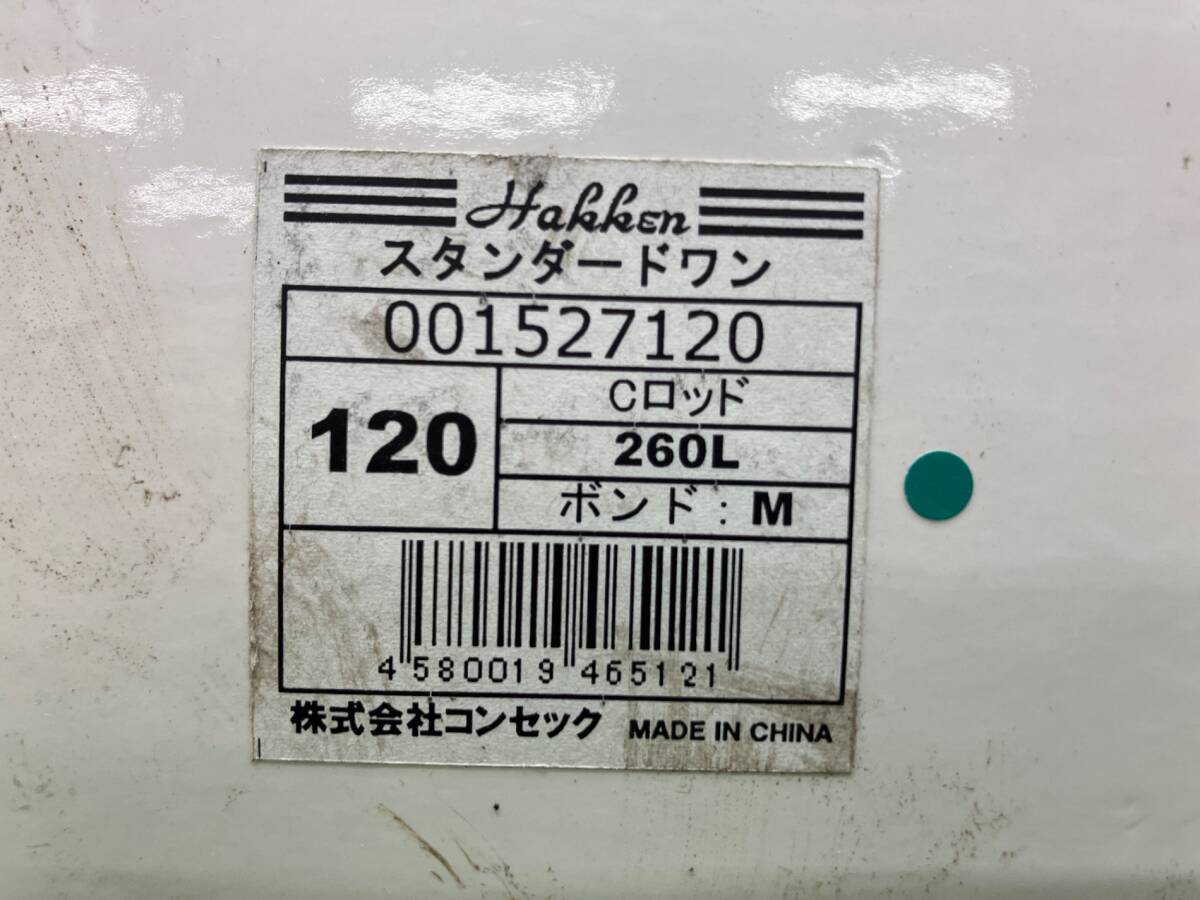 Hakken
スタンダードワン
001527120
120
Cロッド
260L
ボンド：M
4 580019 465121
株式会社コンセック MADE IN CHINA